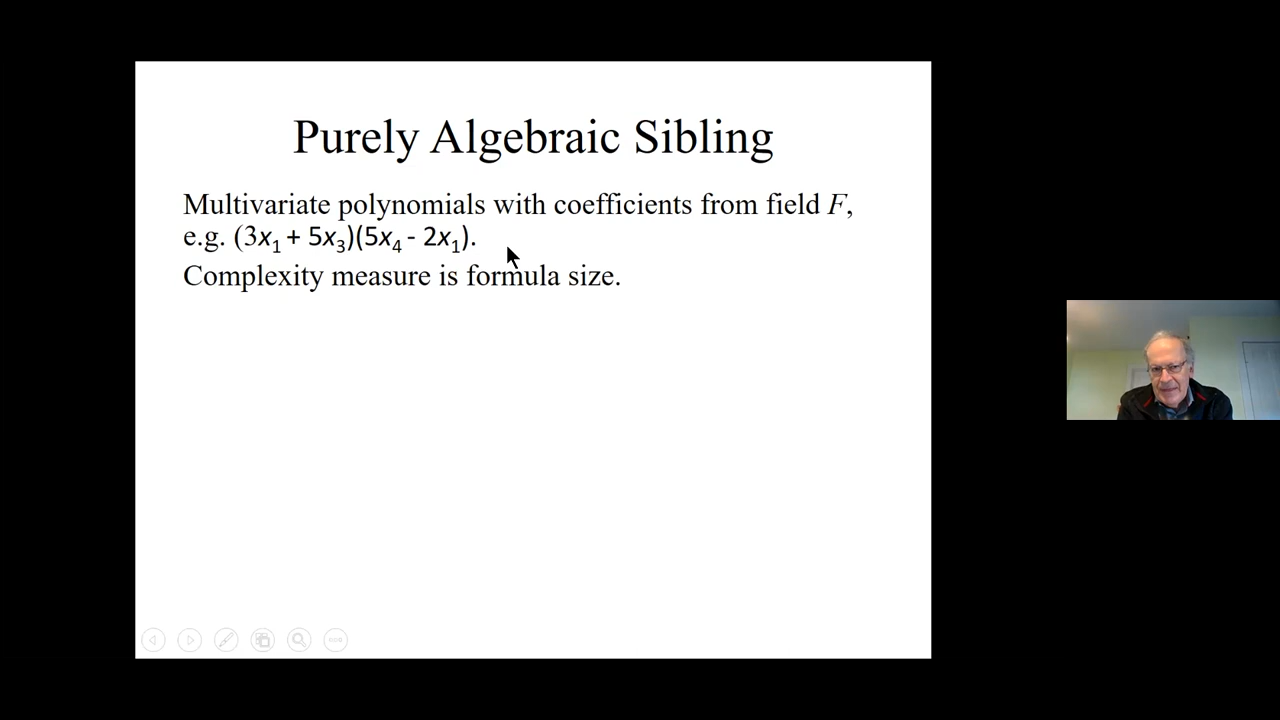 Purely Algebraic Sibling
Multivariate polynomials with coefficients from field F,
e.g. (3x₁ + 5x₃)(5x₄ - 2x₁).
Complexity measure is formula size.